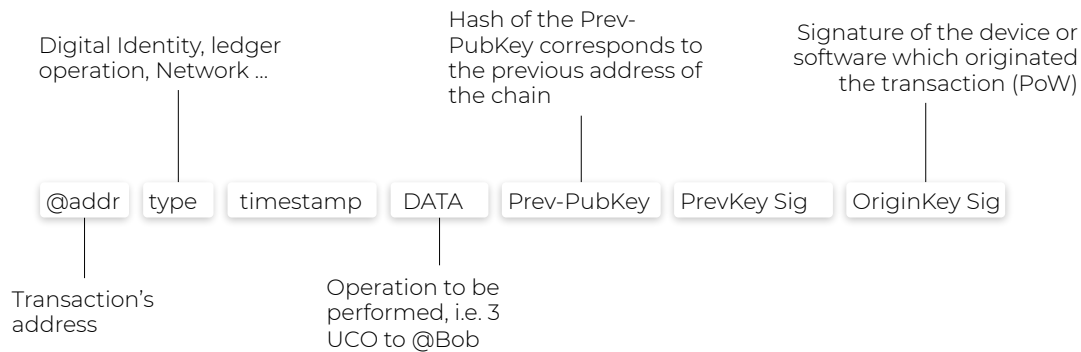 Digital Identity, ledger
operation, Network ...
Hash of the Prev-
PubKey corresponds to
the previous address of
the chain
Signature of the device or
software which originated
the transaction (PoW)
@addr
type
timestamp
DATA
Prev-PubKey
PrevKey Sig
OriginKey Sig
Transaction's
address
Operation to be
performed, i.e. 3
UCO to @Bob